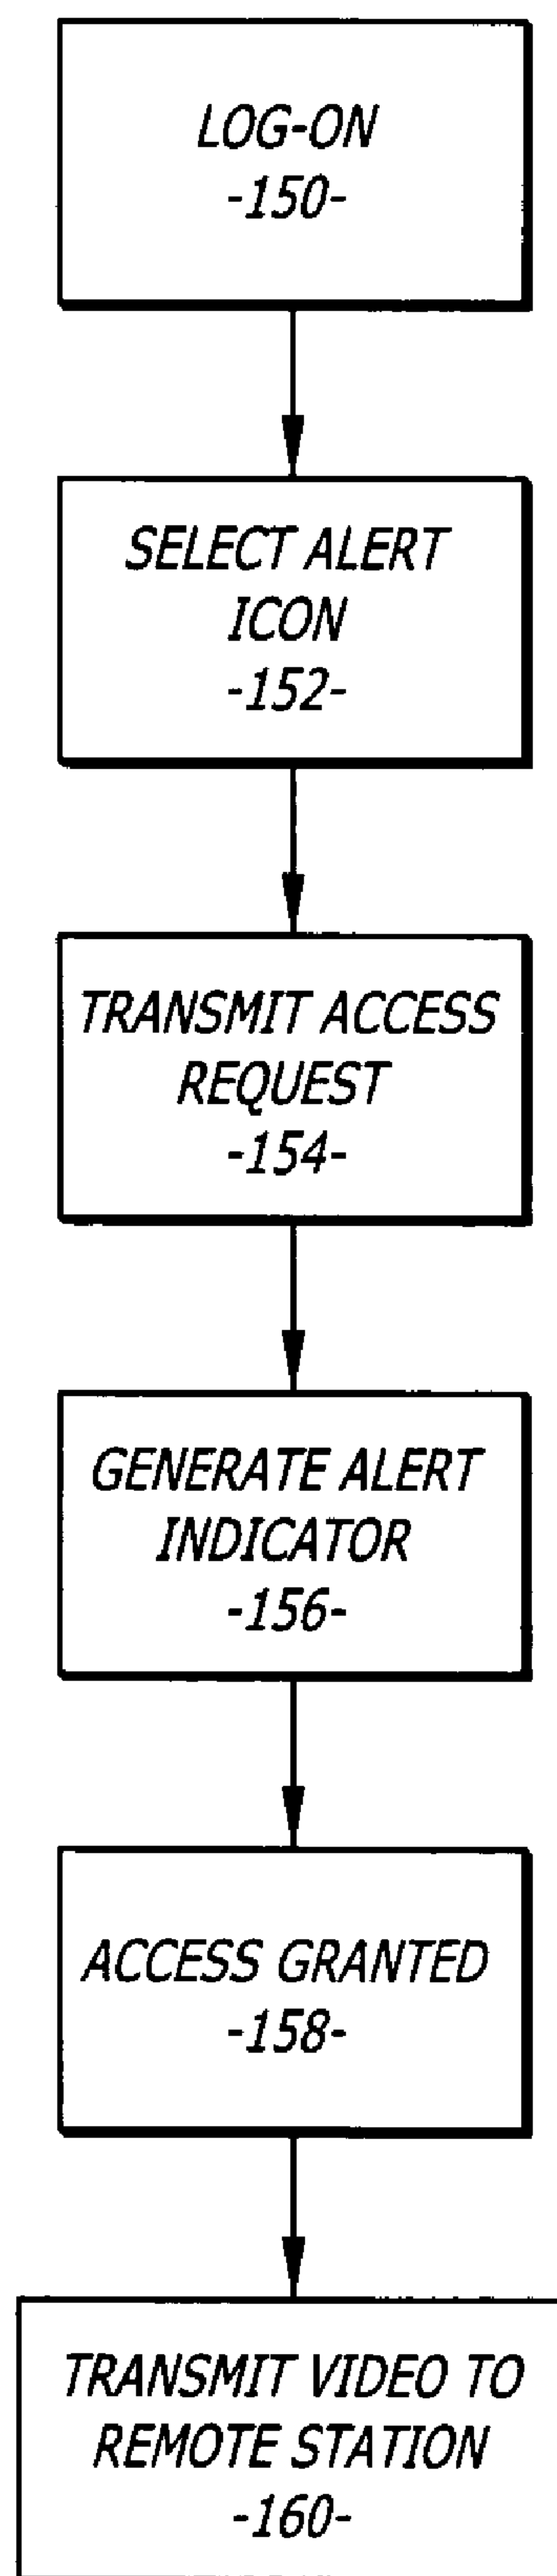 LOG-ON
-150-
SELECT ALERT
ICON
-152-
TRANSMIT ACCESS
REQUEST
-154-
GENERATE ALERT
INDICATOR
-156-
ACCESS GRANTED
-158-
TRANSMIT VIDEO TO
REMOTE STATION
-160-